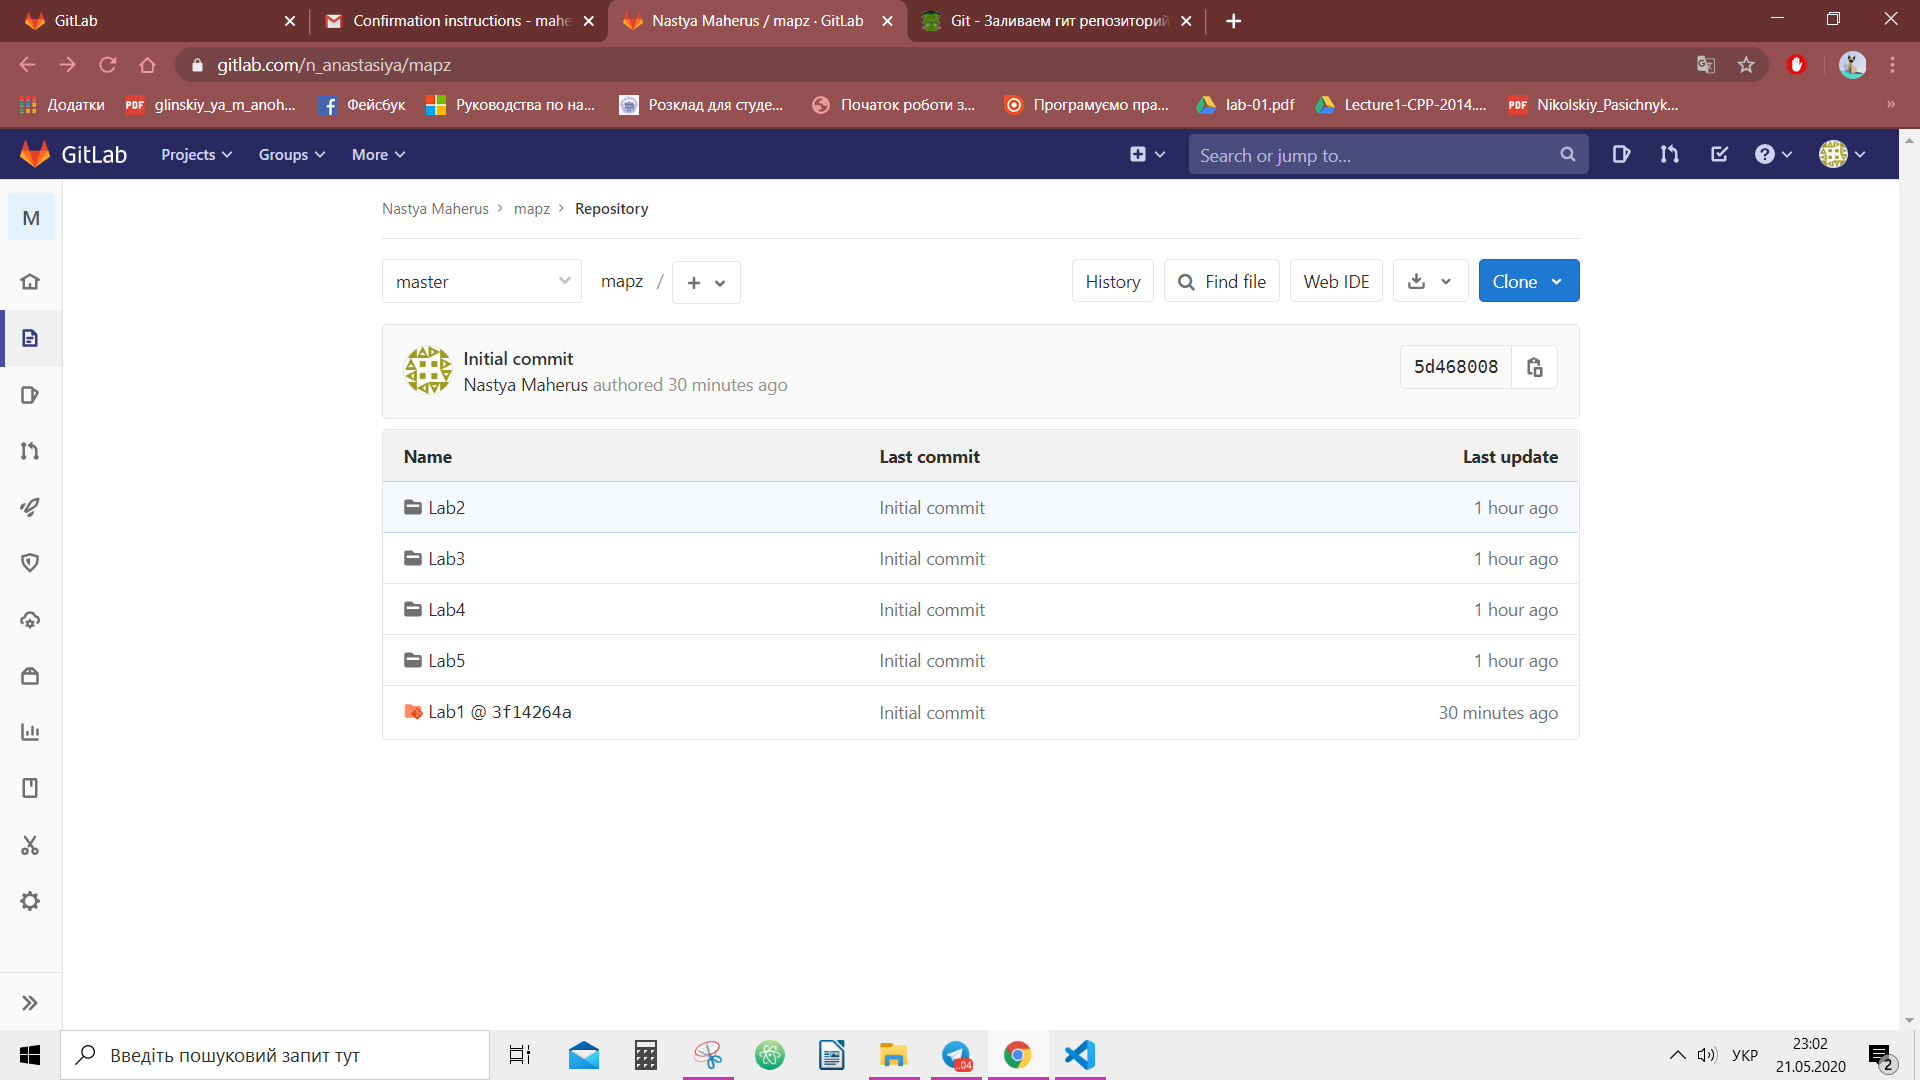 GitLab
Confirmation instructions - mahe
Nastya Maherus / mapz · GitLab
Git - Заливаем гит репозиторий
gitlab.com/n_anastasiya/mapz
Додатки
PDF glinskiy_ya_m_anoh...
Фейсбук
Руководства по на...
Розклад для студе...
Початок роботи з...
Програмуємо пра...
lab-01.pdf
Lecture1-CPP-2014....
PDF Nikolskiy_Pasichnyk...
»
GitLab
Projects
Groups
More
Search or jump to...
M
Nastya Maherus > mapz > Repository
master
mapz / +
History
Find file
Web IDE
Clone
Initial commit
Nastya Maherus authored 30 minutes ago
5d468008
Name Last commit Last update
Lab2 Initial commit 1 hour ago
Lab3 Initial commit 1 hour ago
Lab4 Initial commit 1 hour ago
Lab5 Initial commit 1 hour ago
Lab1 @ 3f14264a Initial commit 30 minutes ago
Введіть пошуковий запит тут
..04
УКР
23:02
21.05.2020
2